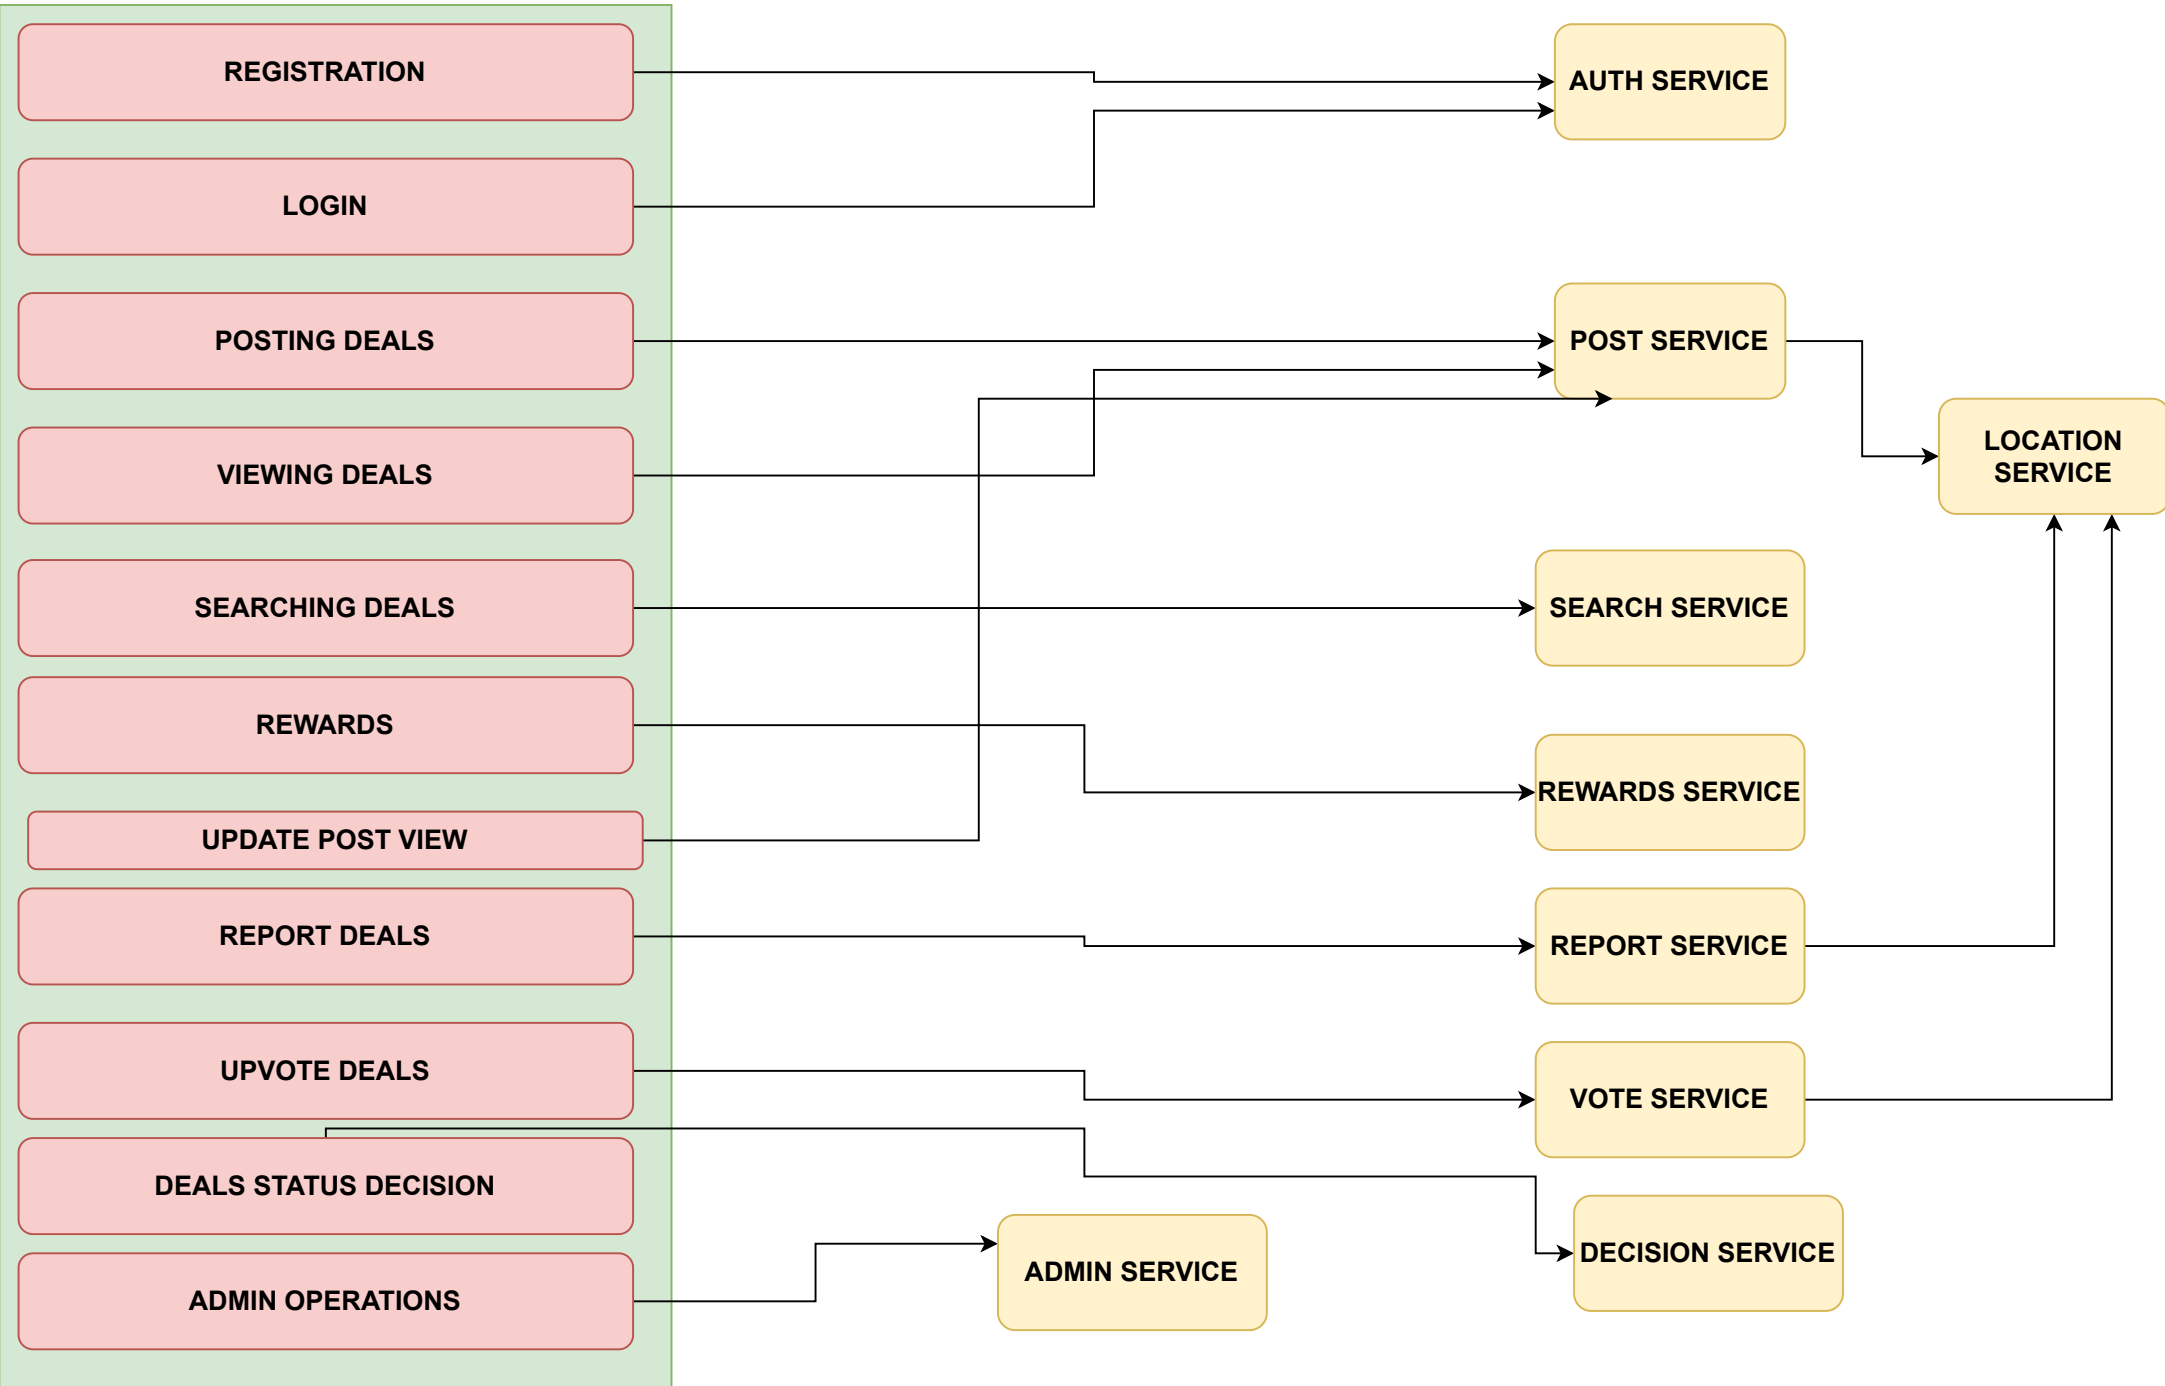 REGISTRATION
AUTH SERVICE
LOGIN
POSTING DEALS
POST SERVICE
VIEWING DEALS
LOCATION
SERVICE
SEARCHING DEALS
SEARCH SERVICE
REWARDS
REWARDS SERVICE
UPDATE POST VIEW
REPORT DEALS
REPORT SERVICE
UPVOTE DEALS
VOTE SERVICE
DEALS STATUS DECISION
DECISION SERVICE
ADMIN SERVICE
ADMIN OPERATIONS